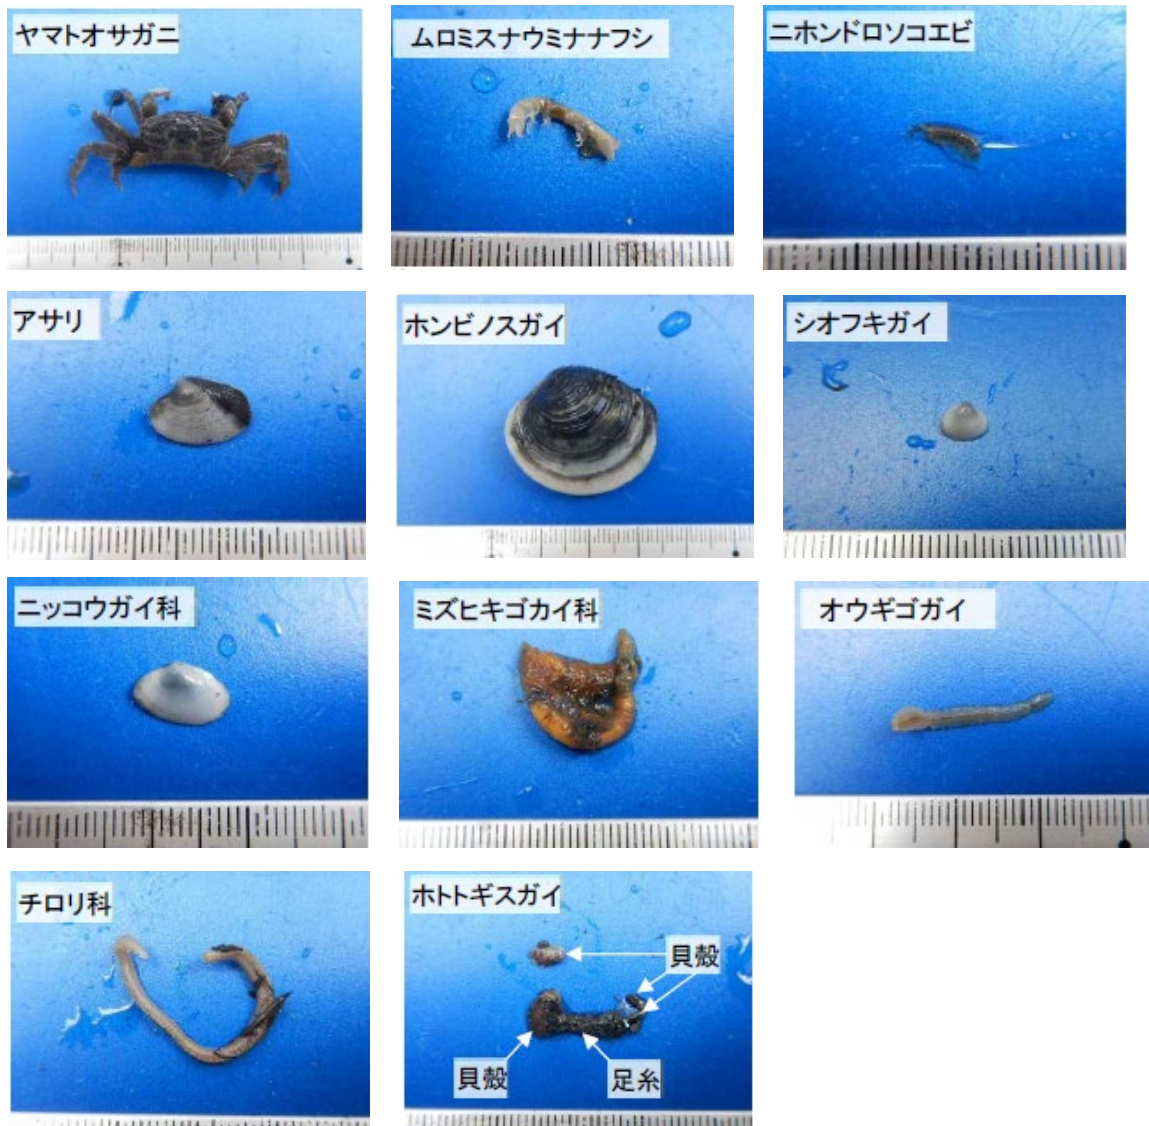 ヤマトオサガニ
ムロミスナウミナナフシ
ニホンドロソコエビ
アサリ
ホンビノスガイ
シオフキガイ
ニッコウガイ科
ミズヒキゴカイ科
オウギゴガイ
チロリ科
ホトトギスガイ
貝殻
貝殻
足糸